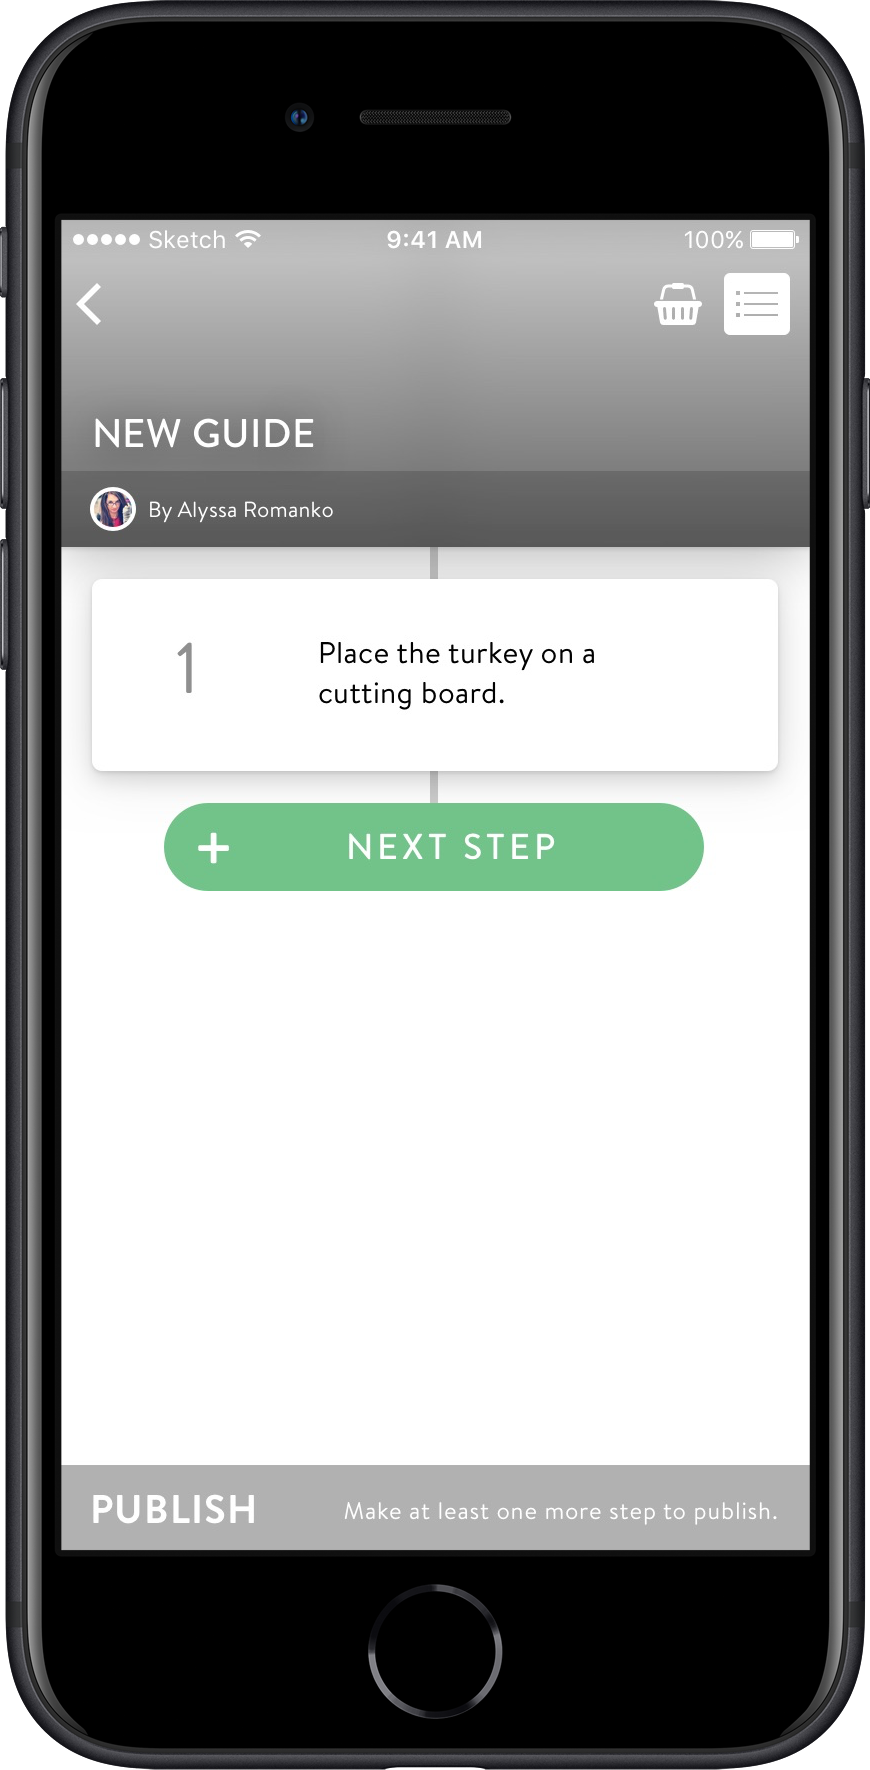 Sketch 9:41 AM 100%
NEW GUIDE
By Alyssa Romanko
1
Place the turkey on a
cutting board.
+ NEXT STEP
PUBLISH Make at least one more step to publish.